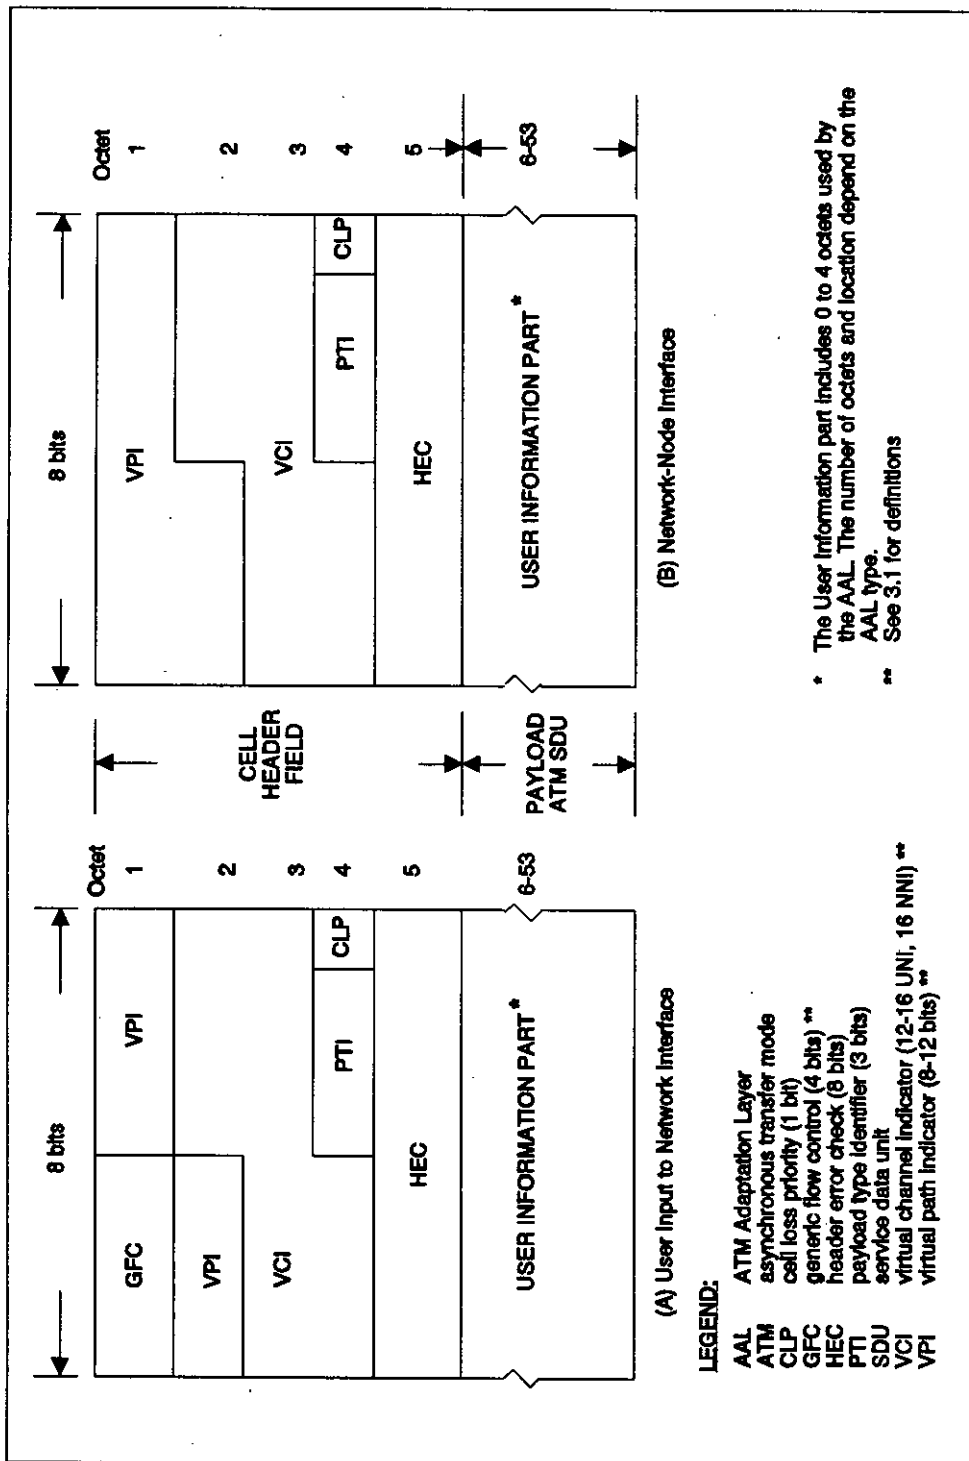 8 bits
Octet
GFC
VPI
1
VPI
2
VCI
3
PTI
CLP
4
HEC
5
USER INFORMATION PART *
6-53
(A) User Input to Network Interface
CELL
HEADER
FIELD
PAYLOAD
ATM SDU
8 bits
Octet
VPI
1
2
VCI
3
PTI
CLP
4
HEC
5
USER INFORMATION PART *
6-53
(B) Network-Node Interface
LEGEND:
AAL ATM Adaptation Layer
ATM asynchronous transfer mode
CLP cell loss priority (1 bit)
GFC generic flow control (4 bits) **
HEC header error check (8 bits)
PTI payload type identifier (3 bits)
SDU service data unit
VCI virtual channel indicator (12-16 UNI, 16 NNI) **
VPI virtual path indicator (8-12 bits) **
* The User Information part includes 0 to 4 octets used by
the AAL. The number of octets and location depend on the
AAL type.
** See 3.1 for definitions